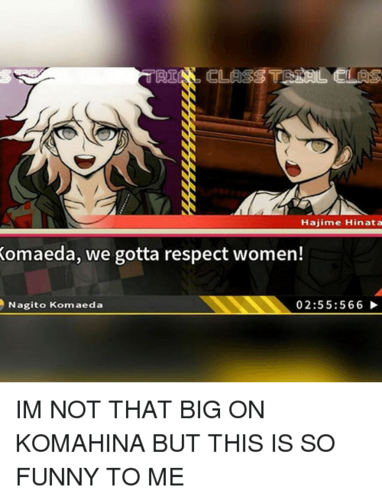 TRIAL CLASS TRIAL CLAS
Hajime Hinata
Komaeda, we gotta respect women!
Nagito Komaeda
02:55:566
IM NOT THAT BIG ON
KOMAHINA BUT THIS IS SO
FUNNY TO ME